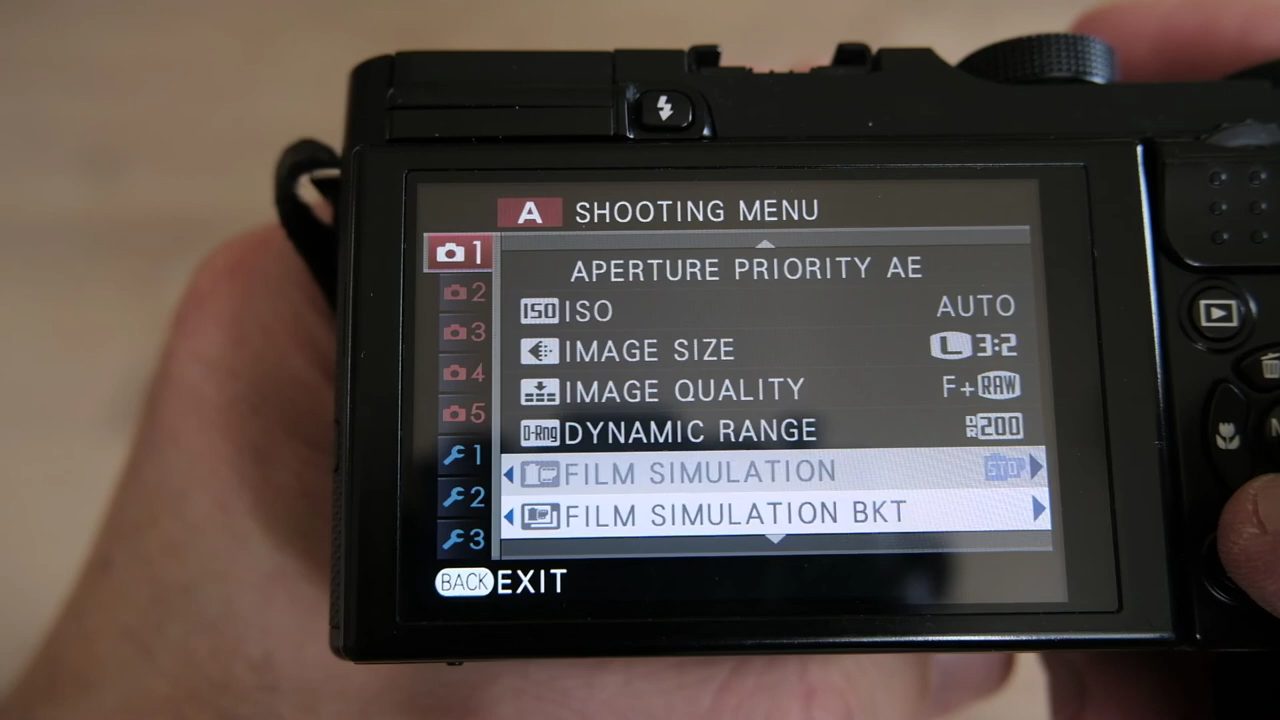 A SHOOTING MENU
1
APERTURE PRIORITY AE
2
ISO ISO AUTO
3
IMAGE SIZE L 3:2
4
IMAGE QUALITY F+RAW
5
D-Rng DYNAMIC RANGE DR200
1
FILM SIMULATION STD
2
FILM SIMULATION BKT
3
BACK EXIT